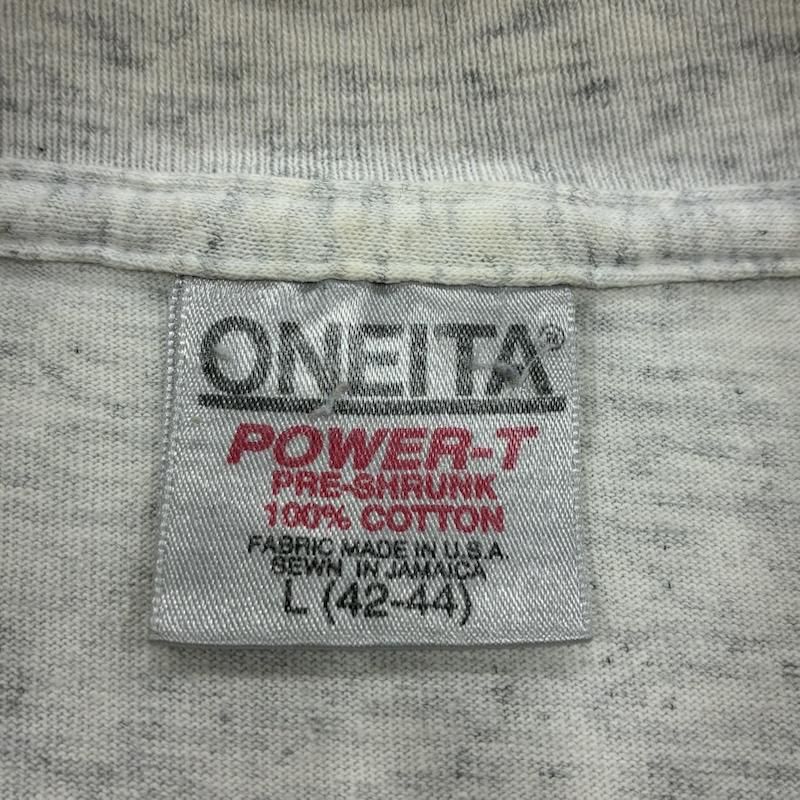 ONEITA®
POWER-T
PRE-SHRUNK
100% COTTON
FABRIC MADE IN U.S.A.
SEWN IN JAMAICA
L (42-44)